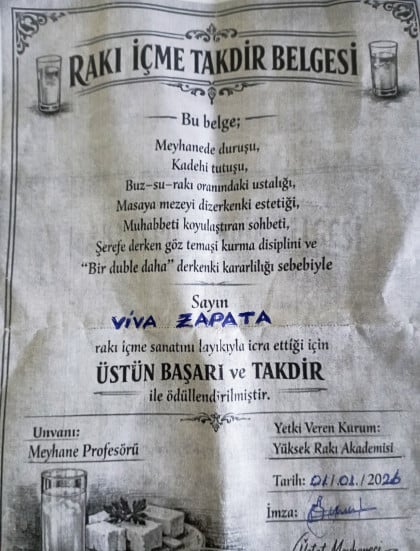 RAKI İÇME TAKDİR BELGESİ
Bu belge;
Meyhanede duruşu,
Kadehi tutuşu,
Buz-su-rakı oranındaki ustalığı,
Masaya mezeyi dizerkenki estetiği,
Muhabbeti koyulaştıran sohbeti,
Şerefe derken göz teması kurma disiplini ve
“Bir duble daha” derkenki kararlılığı sebebiyle
Sayın
VİVA ZAPATA
rakı içme sanatını layıkıyla icra ettiği için
ÜSTÜN BAŞARI ve TAKDİR
ile ödüllendirilmiştir.
Unvanı:
Meyhane Profesörü
Yetki Veren Kurum:
Yüksek Rakı Akademisi
Tarih: 01/01./2026
İmza: